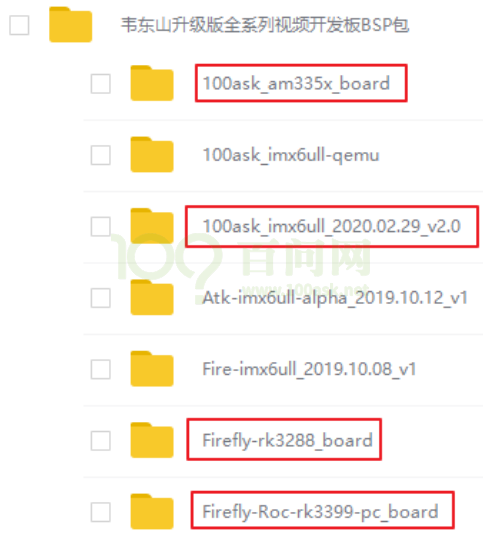 韦东山升级版全系列视频开发板BSP包
100ask_am335x_board
100ask_imx6ull-qemu
100ask_imx6ull_2020.02.29_v2.0
百问网
www.100ask.net
Atk-imx6ull-alpha_2019.10.12_v1
Fire-imx6ull_2019.10.08_v1
Firefly-rk3288_board
Firefly-Roc-rk3399-pc_board